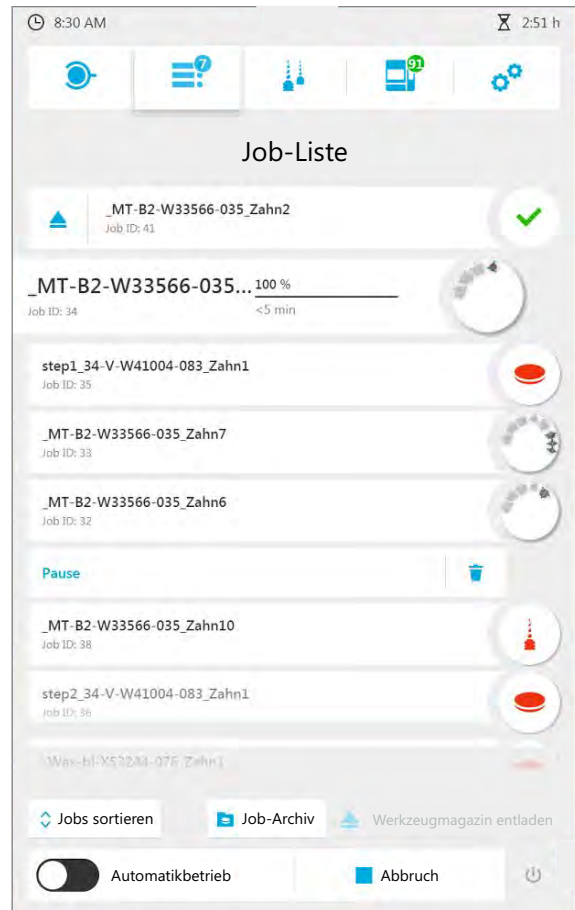 8:30 AM
2:51 h
7
91
Job-Liste
_MT-B2-W33566-035_Zahn2
Job ID: 41
_MT-B2-W33566-035... 100 %
Job ID: 34 <5 min
step1_34-V-W41004-083_Zahn1
Job ID: 35
_MT-B2-W33566-035_Zahn7
Job ID: 33
_MT-B2-W33566-035_Zahn6
Job ID: 32
Pause
_MT-B2-W33566-035_Zahn10
Job ID: 38
step2_34-V-W41004-083_Zahn1
Job ID: 36
Jobs sortieren
Job-Archiv
Werkzeugmagazin entladen
Automatikbetrieb
Abbruch